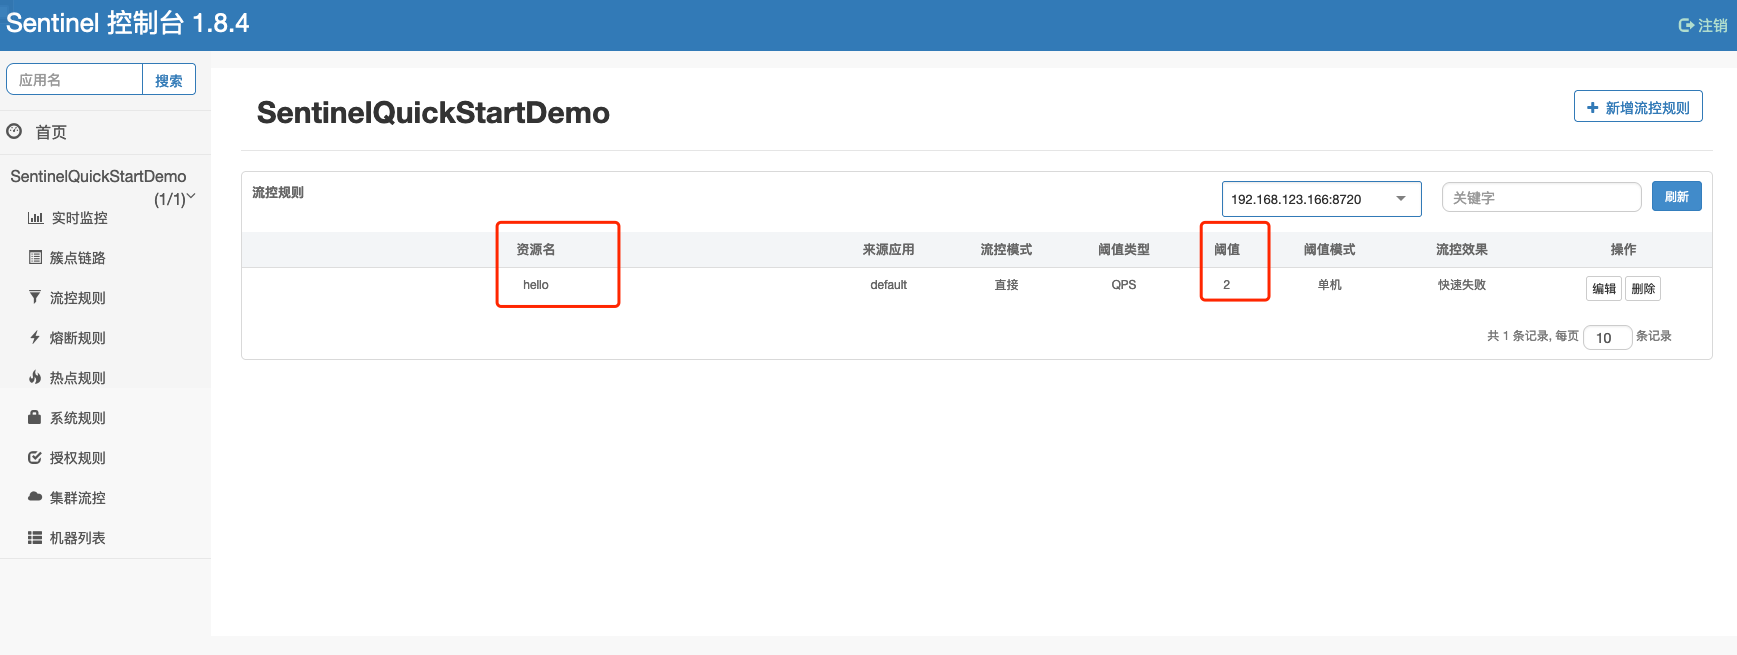 Sentinel 控制台 1.8.4
注销
应用名 搜索
首页
SentinelQuickStartDemo
(1/1)
实时监控
簇点链路
流控规则
熔断规则
热点规则
系统规则
授权规则
集群流控
机器列表
SentinelQuickStartDemo
+ 新增流控规则
流控规则
192.168.123.166:8720
关键字
刷新
资源名 来源应用 流控模式 阈值类型 阈值 阈值模式 流控效果 操作
hello default 直接 QPS 2 单机 快速失败 编辑 删除
共 1 条记录, 每页 10 条记录